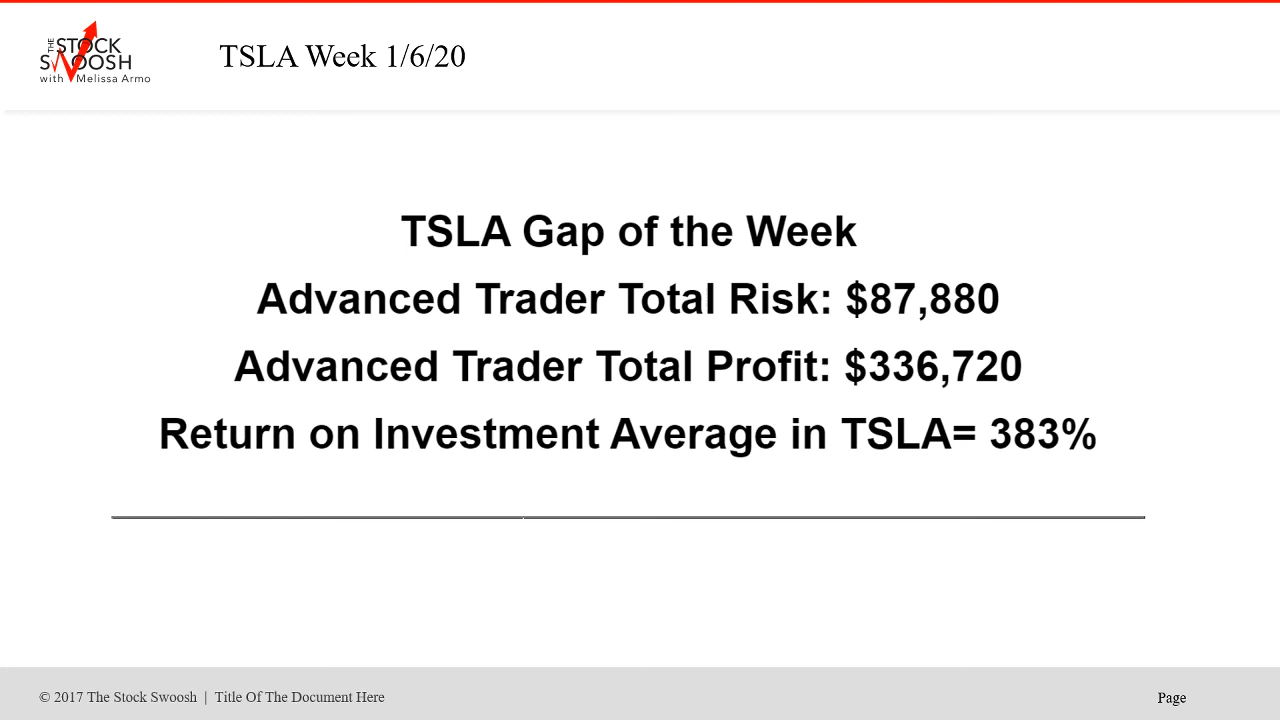 THE
STOCK
SWOOSH
with Melissa Armo
TSLA Week 1/6/20
TSLA Gap of the Week
Advanced Trader Total Risk: $87,880
Advanced Trader Total Profit: $336,720
Return on Investment Average in TSLA= 383%
© 2017 The Stock Swoosh | Title Of The Document Here
Page